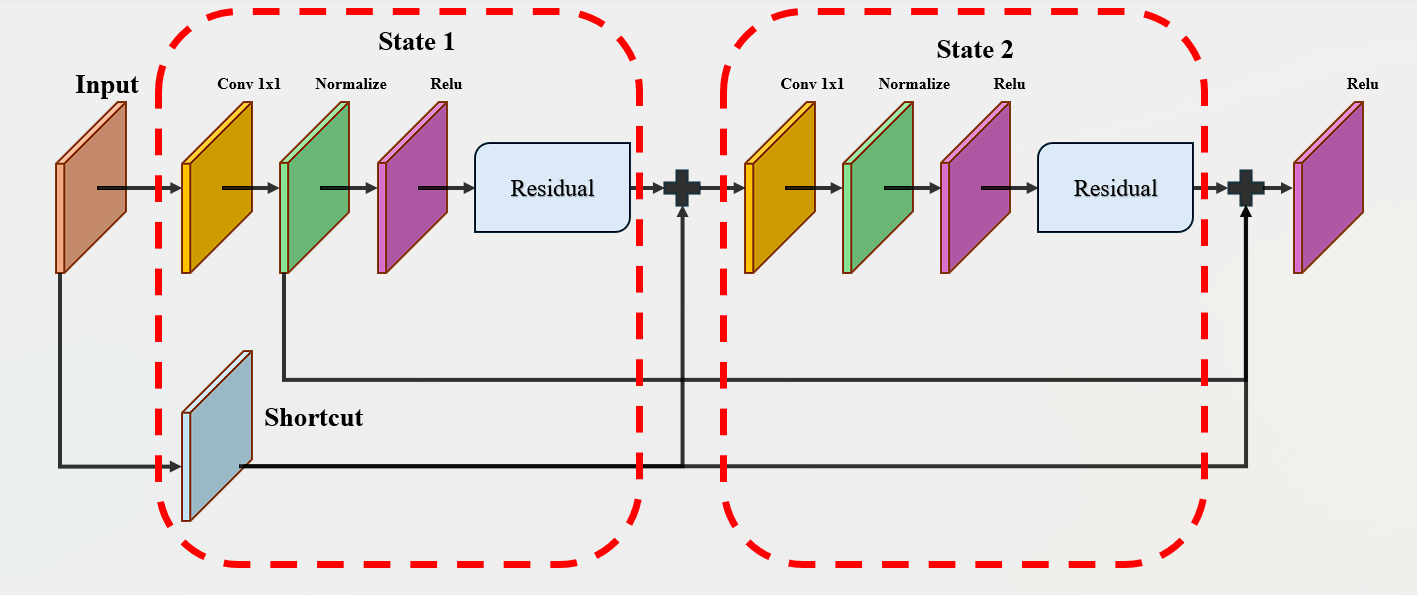 State 1
State 2
Input
Conv 1x1
Normalize
Relu
Conv 1x1
Normalize
Relu
Relu
Residual
Residual
Shortcut